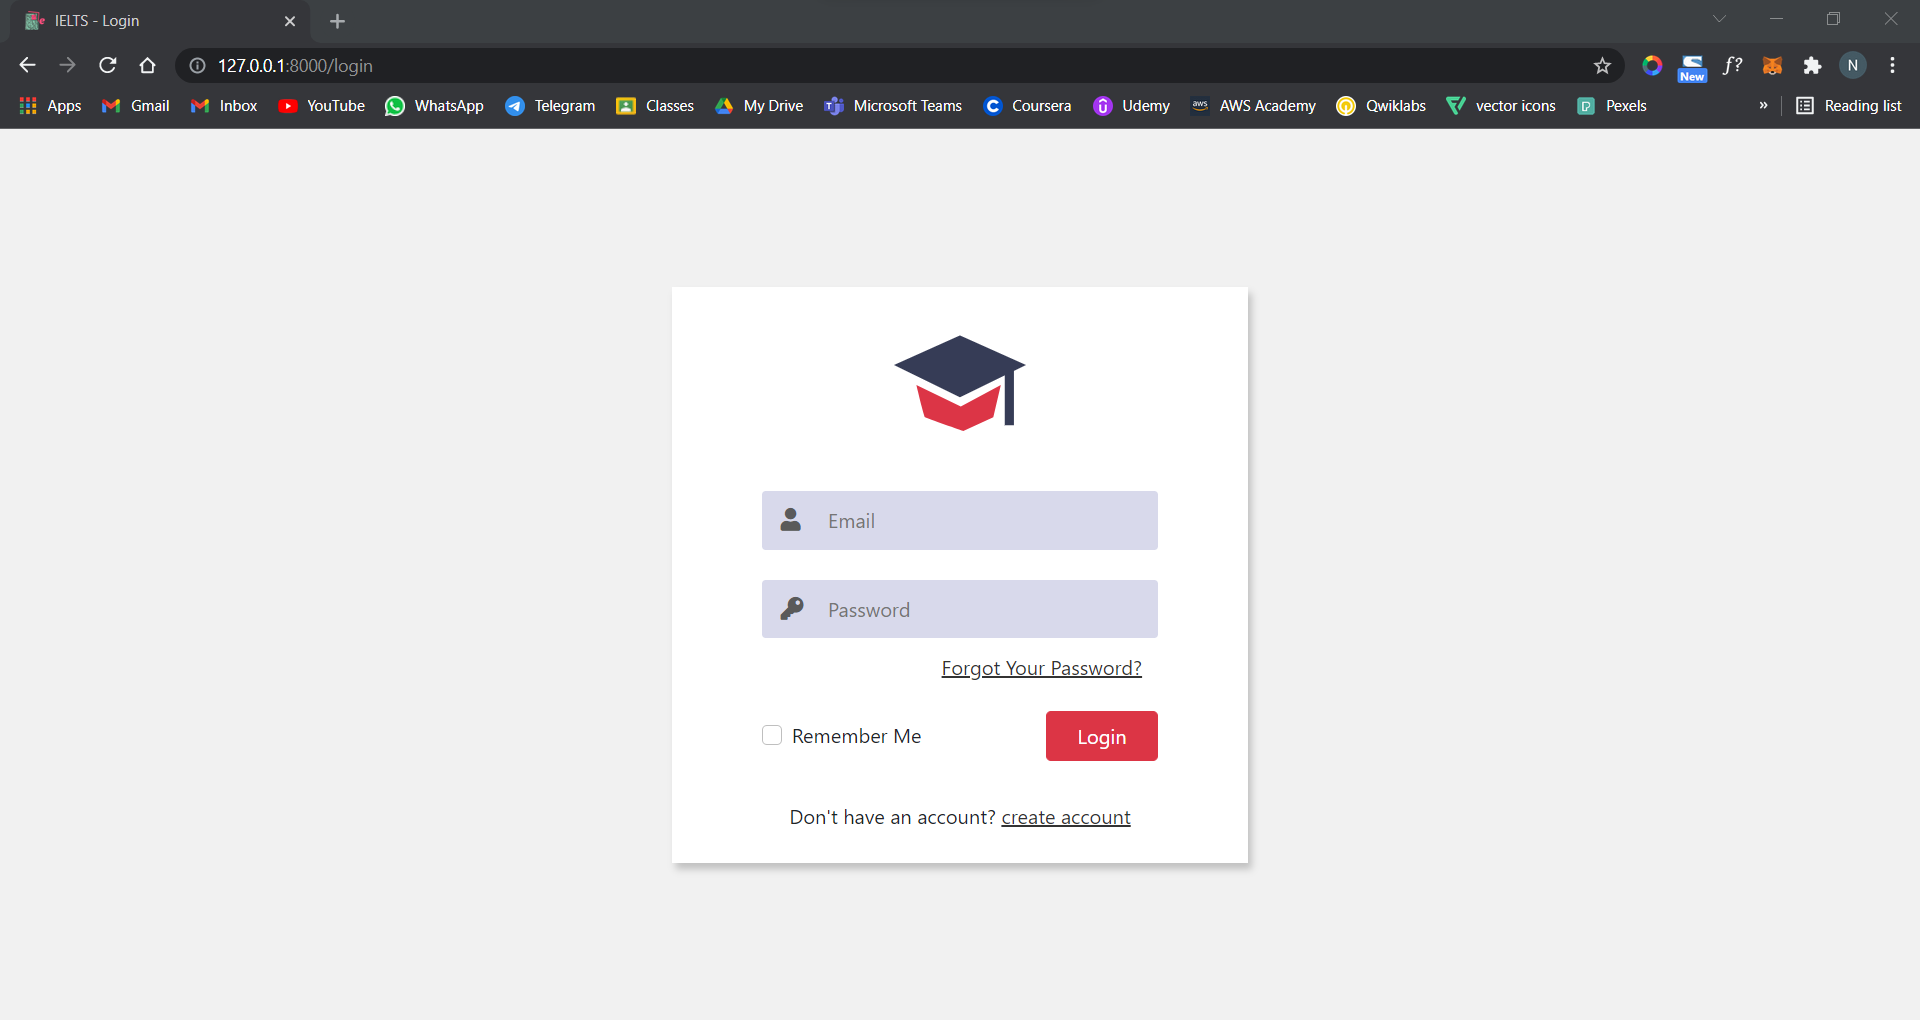 IELTS - Login
127.0.0.1:8000/login
f?
New
N
Apps Gmail Inbox YouTube WhatsApp Telegram Classes My Drive Microsoft Teams Coursera Udemy aws AWS Academy Qwiklabs vector icons Pexels » Reading list
Email
Password
Forgot Your Password?
Remember Me Login
Don't have an account? create account